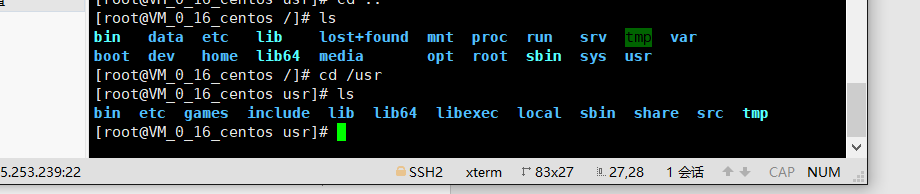 [root@VM_0_16_centos usr]# cd ..
[root@VM_0_16_centos /]# ls
bin data etc lib lost+found mnt proc run srv tmp var
boot dev home lib64 media opt root sbin sys usr
[root@VM_0_16_centos /]# cd /usr
[root@VM_0_16_centos usr]# ls
bin etc games include lib lib64 libexec local sbin share src tmp
[root@VM_0_16_centos usr]#
5.253.239:22 SSH2 xterm 83x27 27,28 1 会话 CAP NUM